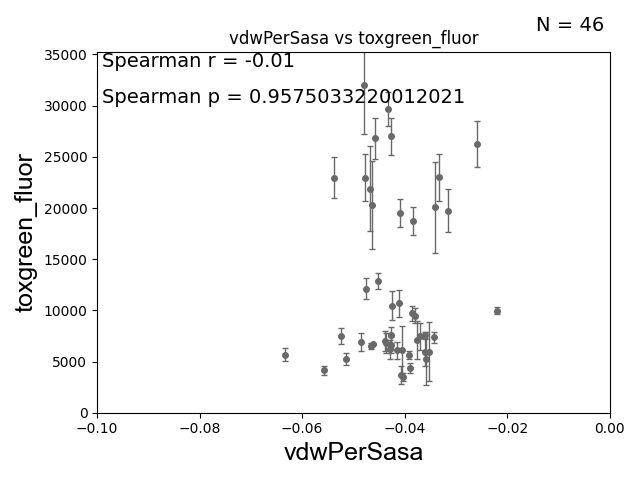 N = 46
vdwPerSasa vs toxgreen_fluor
Spearman r = -0.01
Spearman p = 0.9575033220012021
35000
30000
25000
20000
15000
10000
5000
0
toxgreen_fluor
−0.10 −0.08 −0.06 −0.04 −0.02 0.00
vdwPerSasa